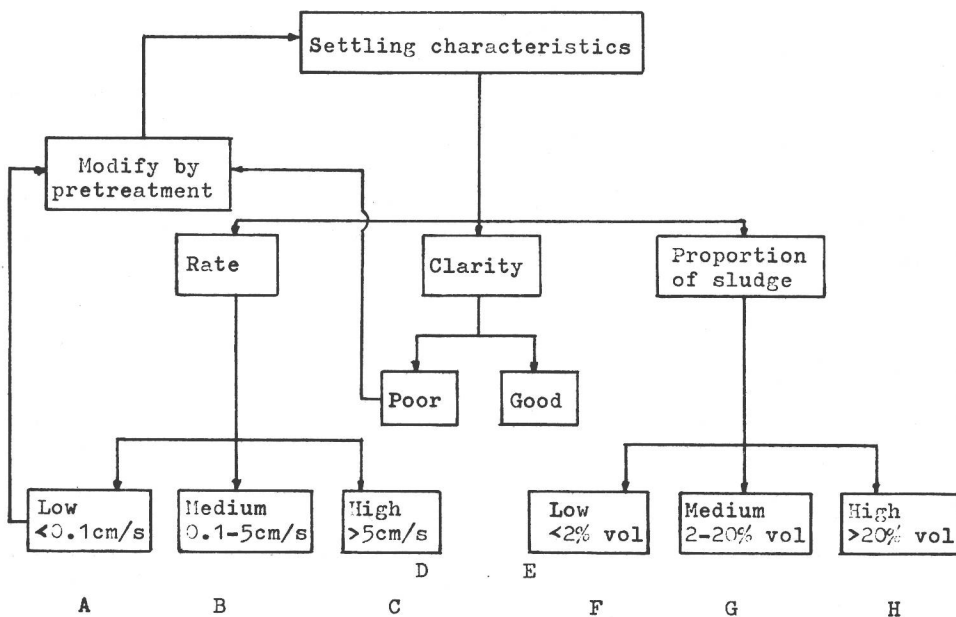 Settling characteristics
Modify by
pretreatment
Rate
Clarity
Proportion
of sludge
Poor
Good
Low
<0.1cm/s
Medium
0.1-5cm/s
High
>5cm/s
Low
<2% vol
Medium
2-20% vol
High
>20% vol
D
E
A
B
C
F
G
H